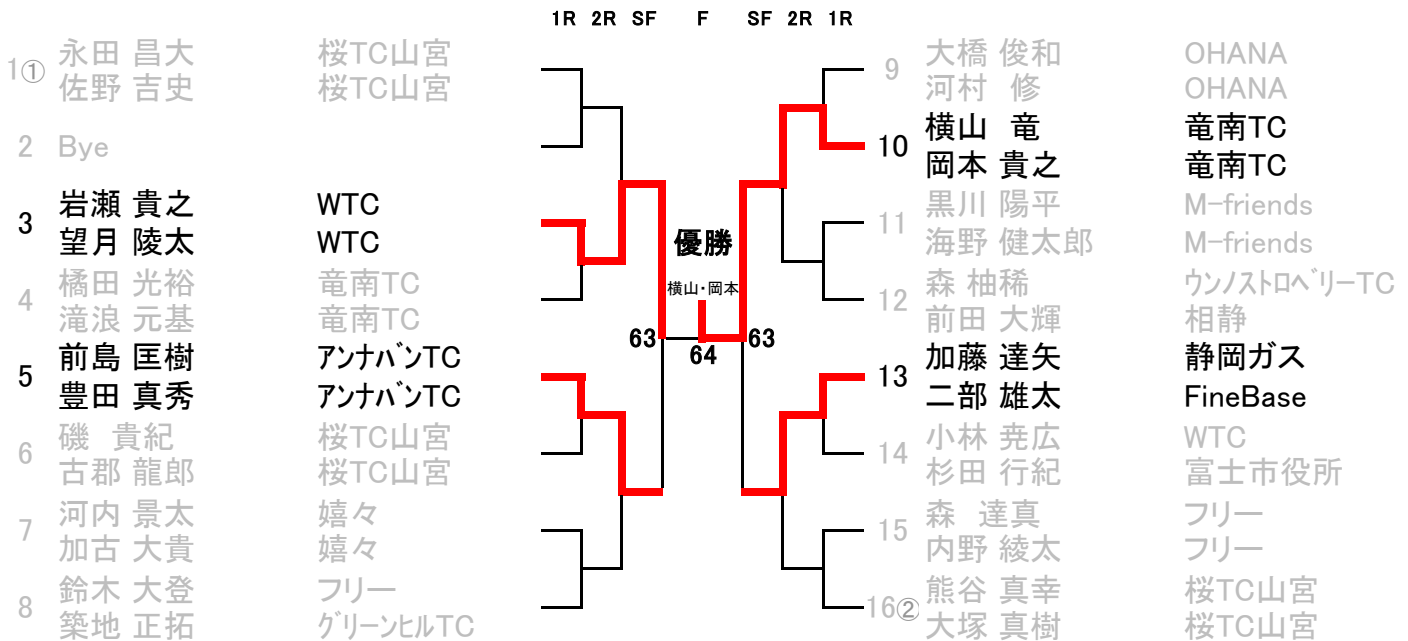 1R 2R SF F SF 2R 1R
1① 永田 昌大 桜TC山宮
佐野 吉史 桜TC山宮
2 Bye
3 岩瀬 貴之 WTC
望月 陵太 WTC
4 橘田 光裕 竜南TC
滝浪 元基 竜南TC
5 前島 匡樹 アンナバンTC
豊田 真秀 アンナバンTC
6 磯 貴紀 桜TC山宮
古郡 龍郎 桜TC山宮
7 河内 景太 嬉々
加古 大貴 嬉々
8 鈴木 大登 フリー
築地 正拓 グリーンヒルTC
優勝
横山・岡本
63 63
64
9 大橋 俊和 OHANA
河村 修 OHANA
10 横山 竜 竜南TC
岡本 貴之 竜南TC
11 黒川 陽平 M-friends
海野 健太郎 M-friends
12 森 柚稀 ウンノストロベリーTC
前田 大輝 相静
13 加藤 達矢 静岡ガス
二部 雄太 FineBase
14 小林 尭広 WTC
杉田 行紀 富士市役所
15 森 達真 フリー
内野 綾太 フリー
16② 熊谷 真幸 桜TC山宮
大塚 真樹 桜TC山宮